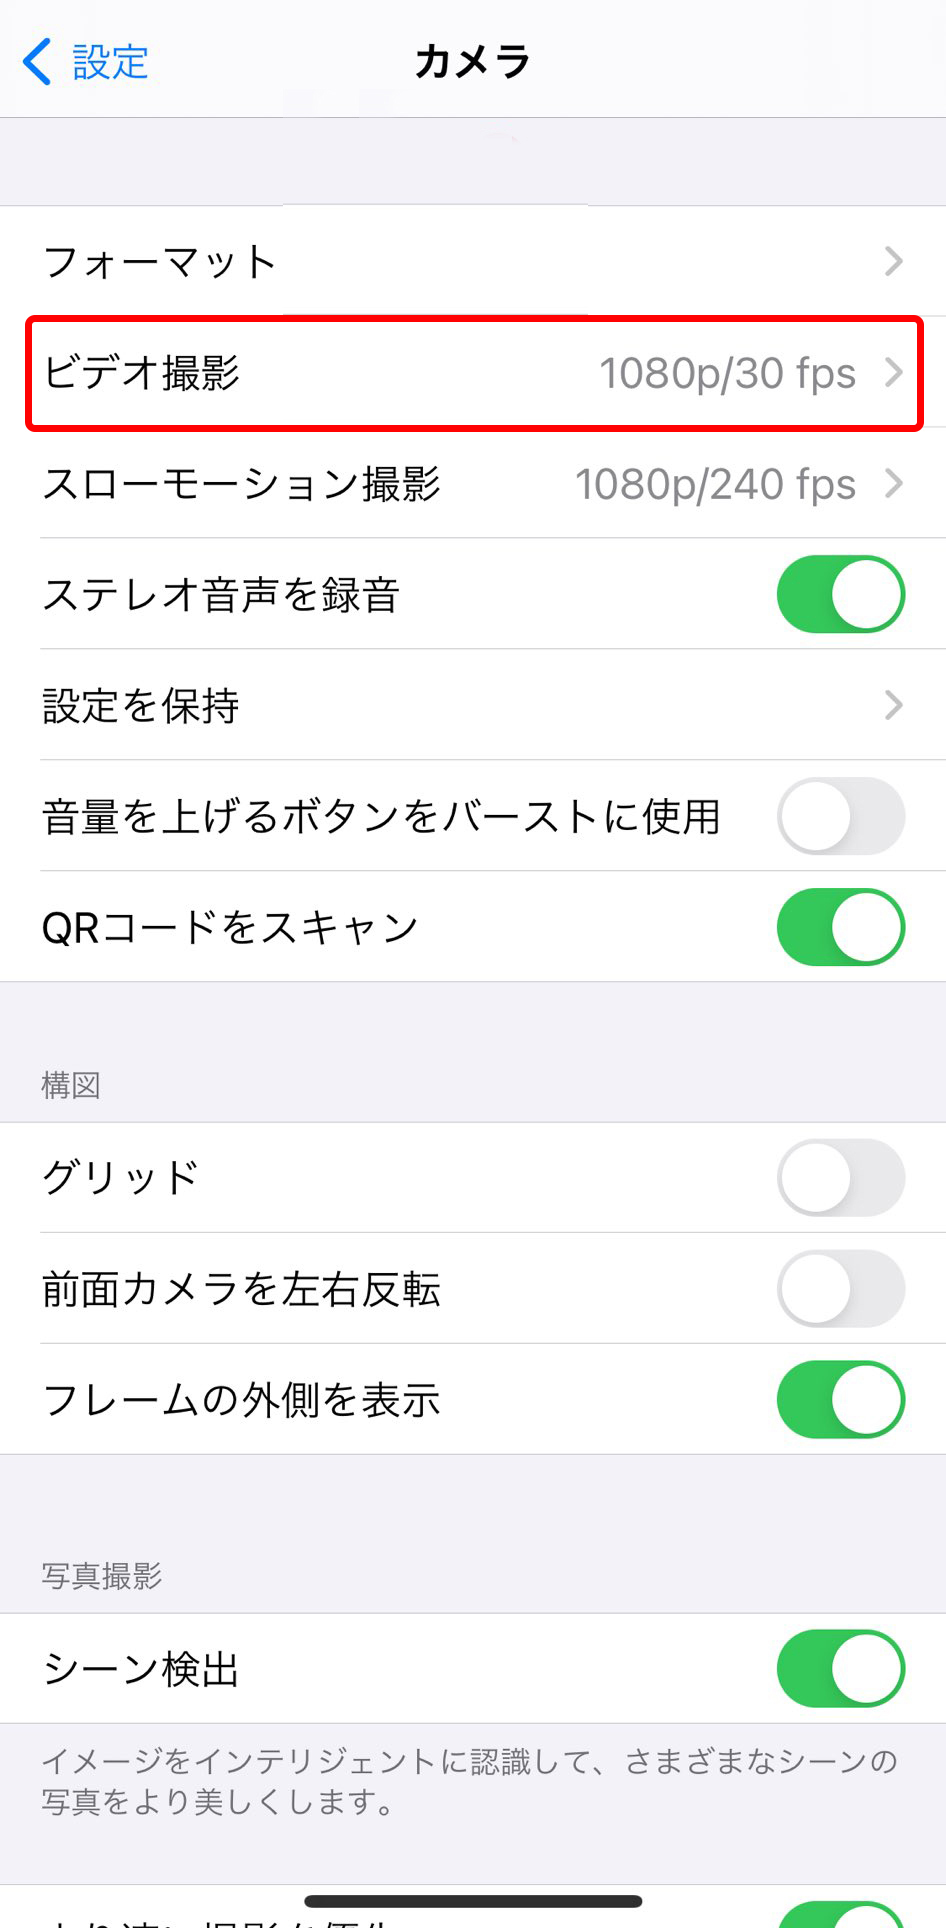 設定
カメラ
フォーマット
ビデオ撮影 1080p/30 fps
スローモーション撮影 1080p/240 fps
ステレオ音声を録音
設定を保持
音量を上げるボタンをバーストに使用
QRコードをスキャン
構図
グリッド
前面カメラを左右反転
フレームの外側を表示
写真撮影
シーン検出
イメージをインテリジェントに認識して、さまざまなシーンの
写真をより美しくします。